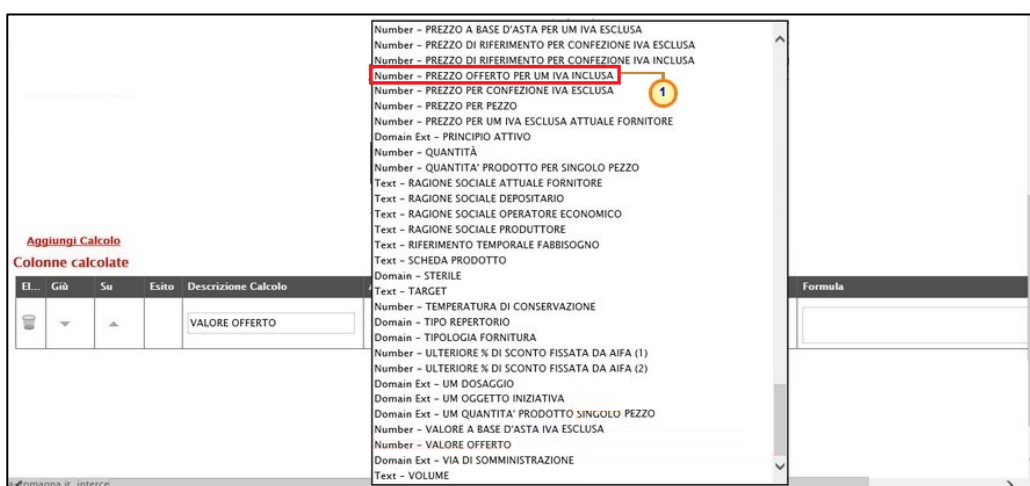 Number - PREZZO A BASE D'ASTA PER UM IVA ESCLUSA
Number - PREZZO DI RIFERIMENTO PER CONFEZIONE IVA ESCLUSA
Number - PREZZO DI RIFERIMENTO PER CONFEZIONE IVA INCLUSA
Number - PREZZO OFFERTO PER UM IVA INCLUSA
1
Number - PREZZO PER CONFEZIONE IVA ESCLUSA
Number - PREZZO PER PEZZO
Number - PREZZO PER UM IVA ESCLUSA ATTUALE FORNITORE
Domain Ext - PRINCIPIO ATTIVO
Number - QUANTITÀ
Number - QUANTITA' PRODOTTO PER SINGOLO PEZZO
Text - RAGIONE SOCIALE ATTUALE FORNITORE
Text - RAGIONE SOCIALE DEPOSITARIO
Text - RAGIONE SOCIALE OPERATORE ECONOMICO
Text - RAGIONE SOCIALE PRODUTTORE
Text - RIFERIMENTO TEMPORALE FABBISOGNO
Text - SCHEDA PRODOTTO
Domain - STERILE
Text - TARGET
Number - TEMPERATURA DI CONSERVAZIONE
Domain - TIPO REPERTORIO
Domain - TIPOLOGIA FORNITURA
Number - ULTERIORE % DI SCONTO FISSATA DA AIFA (1)
Number - ULTERIORE % DI SCONTO FISSATA DA AIFA (2)
Domain Ext - UM DOSAGGIO
Domain Ext - UM OGGETTO INIZIATIVA
Domain Ext - UM QUANTITA' PRODOTTO SINGOLO PEZZO
Number - VALORE A BASE D'ASTA IVA ESCLUSA
Number - VALORE OFFERTO
Domain Ext - VIA DI SOMMINISTRAZIONE
Text - VOLUME
Aggiungi Calcolo
Colonne calcolate
El... Giù Su Esito Descrizione Calcolo Formula
VALORE OFFERTO